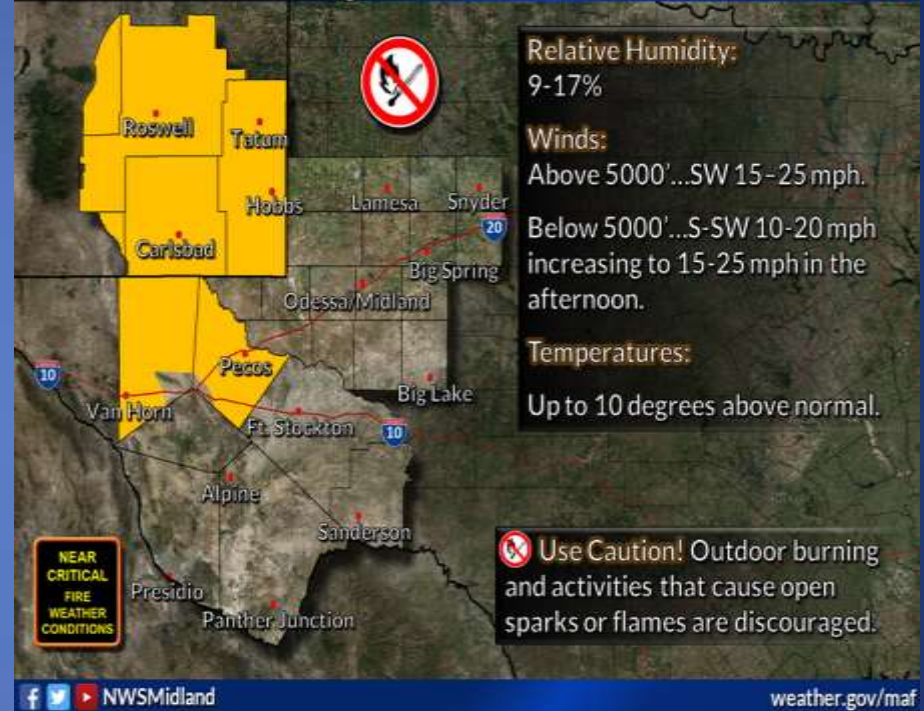 Relative Humidity:
9-17%
Winds:
Above 5000'...SW 15-25 mph.
Below 5000'...S-SW 10-20 mph
increasing to 15-25 mph in the
afternoon.
Temperatures:
Up to 10 degrees above normal.
Roswell
Tatum
Hobbs
Carlsbad
Lamesa
Snyder
20
Big Spring
Odessa/Midland
Pecos
10
Van Horn
Big Lake
Ft. Stockton
10
Alpine
Sanderson
Presidio
Panther Junction
NEAR
CRITICAL
FIRE
WEATHER
CONDITIONS
Use Caution! Outdoor burning
and activities that cause open
sparks or flames are discouraged.
NWSMidland
weather.gov/maf